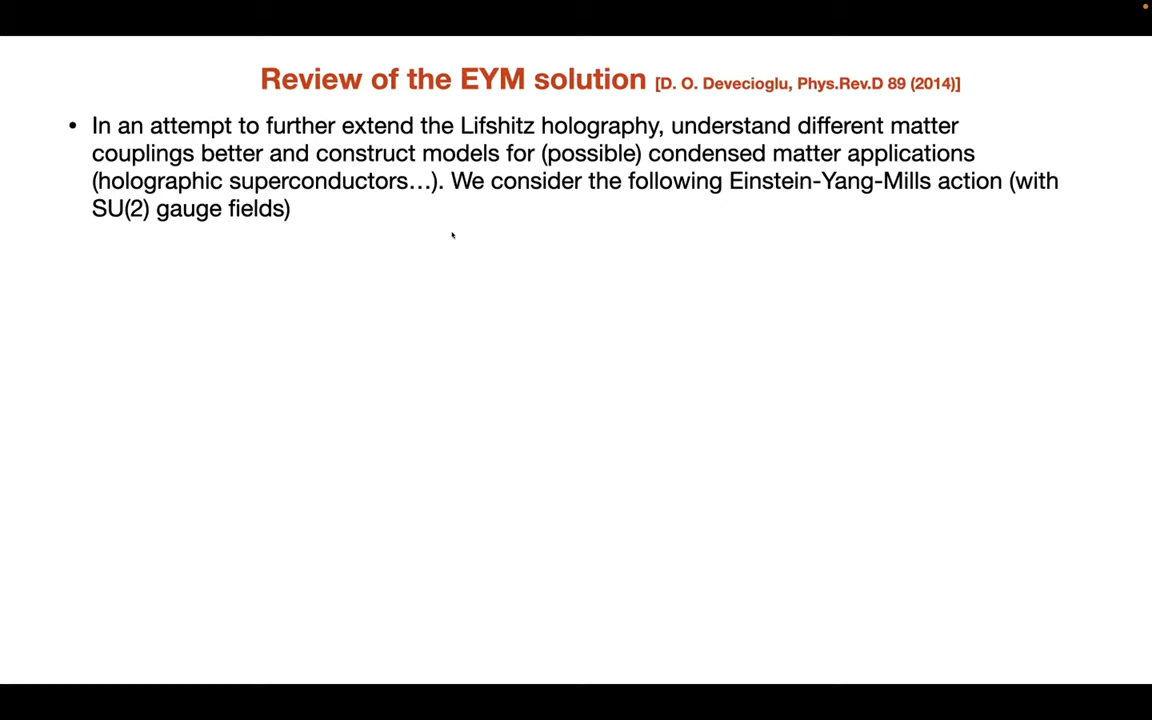 Review of the EYM solution [D. O. Devecioglu, Phys.Rev.D 89 (2014)]
• In an attempt to further extend the Lifshitz holography, understand different matter
couplings better and construct models for (possible) condensed matter applications
(holographic superconductors…). We consider the following Einstein-Yang-Mills action (with
SU(2) gauge fields)